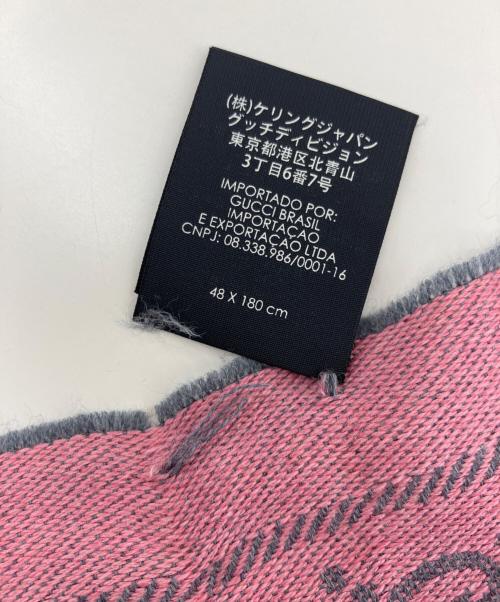 (株)ケリングジャパン
グッチディビジョン
東京都港区北青山
3丁目6番7号
IMPORTADO POR:
GUCCI BRASIL
IMPORTAÇAO
E EXPORTAÇAO LTDA
CNPJ: 08.338.986/0001-16
48 X 180 cm